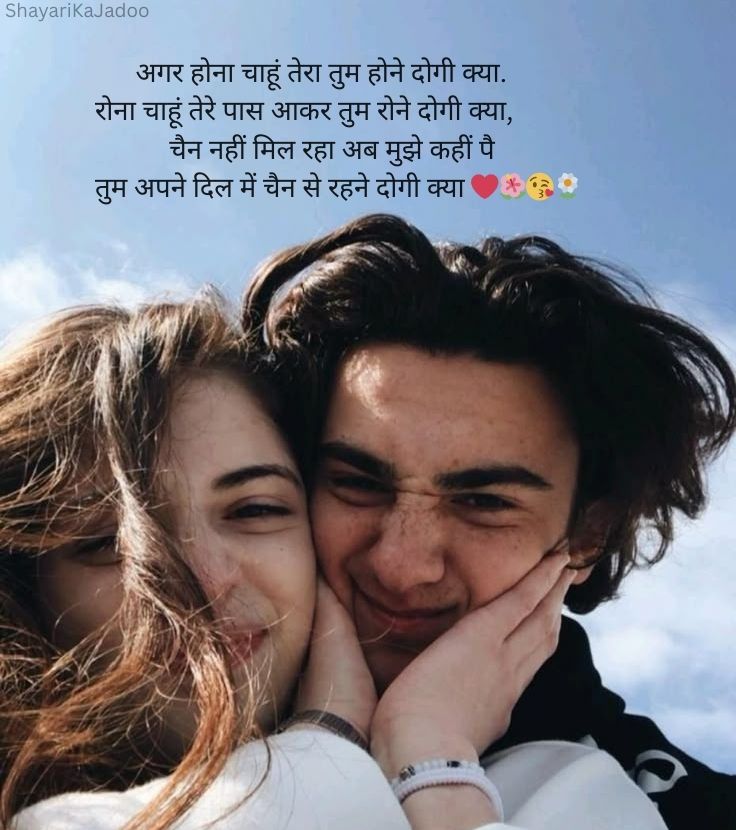 ShayariKaJadoo
अगर होना चाहूं तेरा तुम होने दोगी क्या.
रोना चाहूं तेरे पास आकर तुम रोने दोगी क्या,
चैन नहीं मिल रहा अब मुझे कहीं पै
तुम अपने दिल में चैन से रहने दोगी क्या ❤️🌺😘🌼